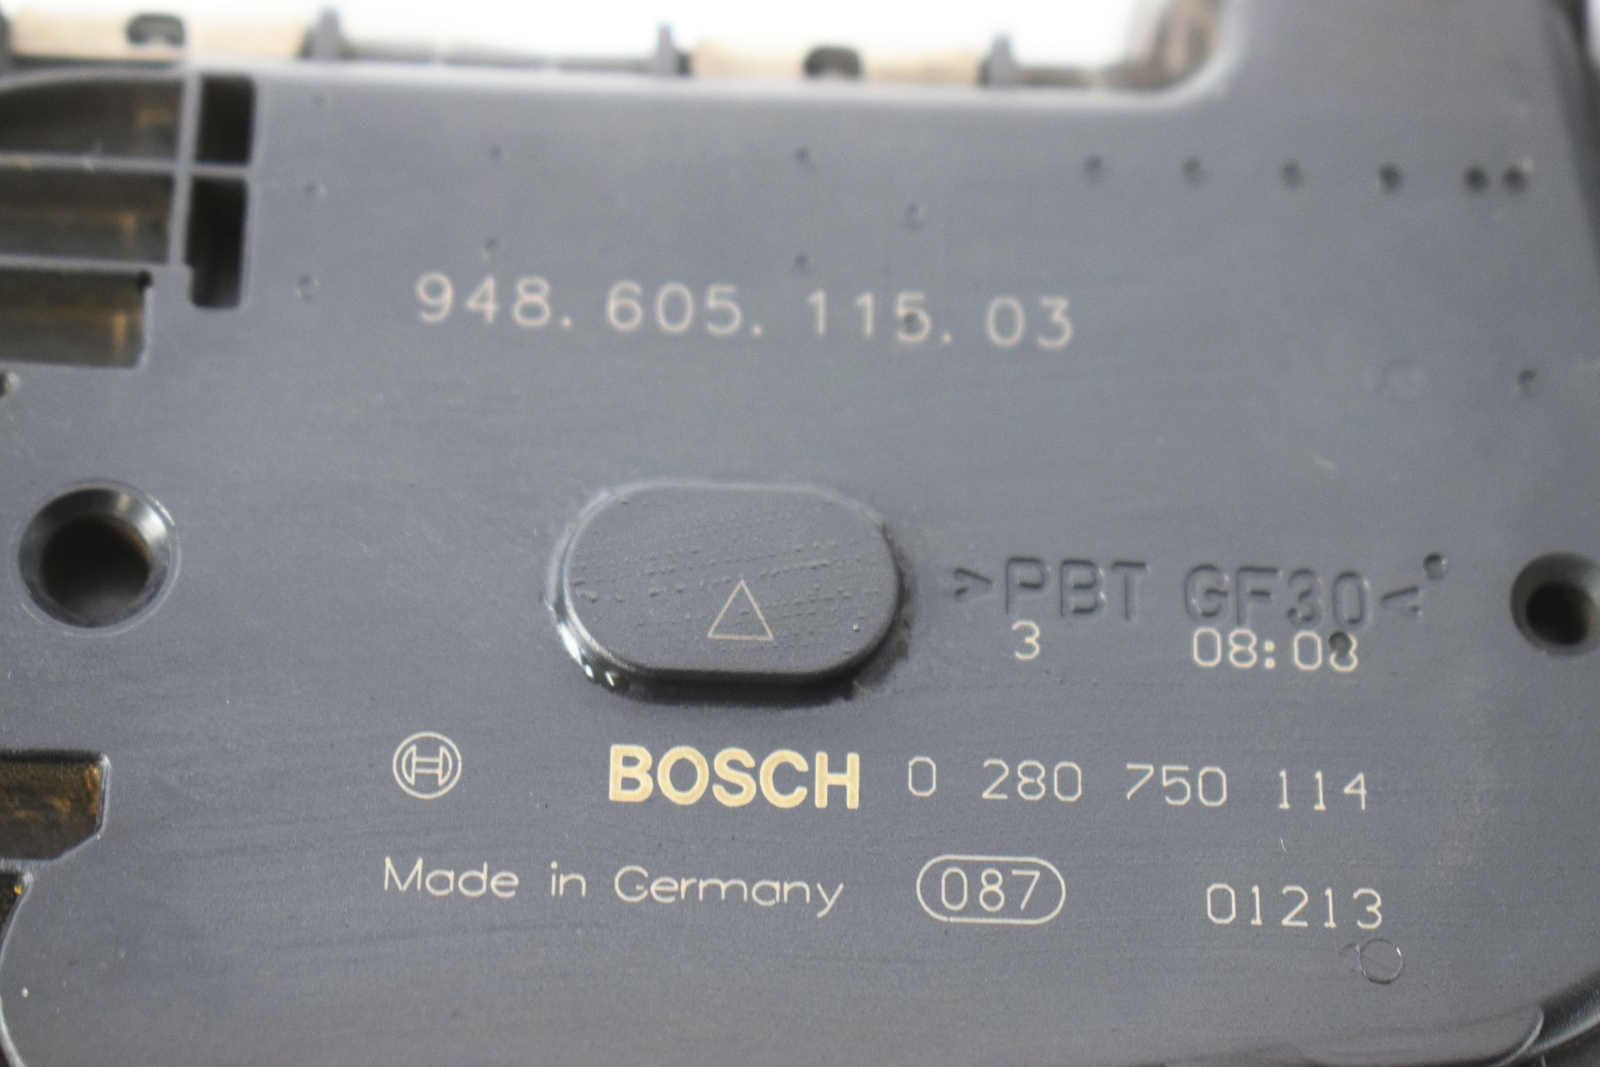 948. 605. 115. 03
>PBT GF30<
3 08:08
BOSCH 0 280 750 114
Made in Germany 087 01213